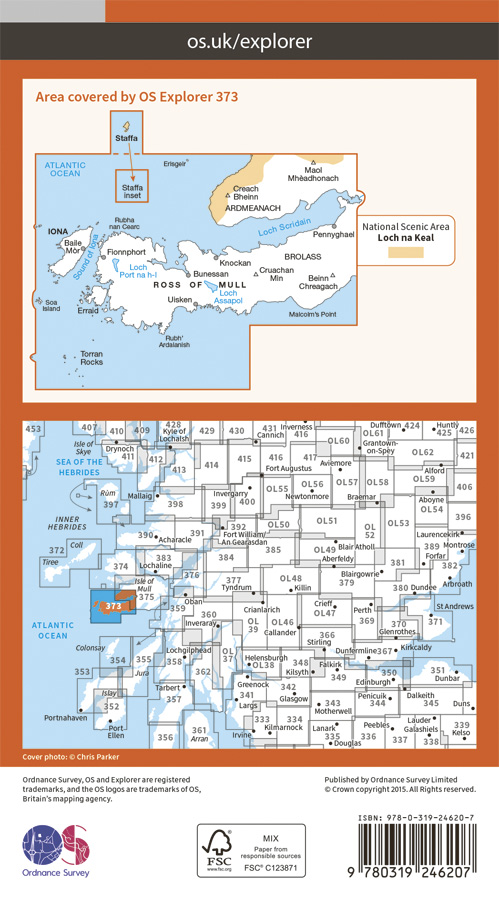 os.uk/explorer
Area covered by OS Explorer 373
Staffa
ATLANTIC
OCEAN
Erisgeir
Maol
Mhèadhonach
Staffa
inset
Creach
Bheinn
ARDMEANACH
Rubha
nan Cearc
Loch Scridain
Pennyghael
National Scenic Area
Loch na Keal
IONA
Baile
Mòr
Sound of Iona
Fionnphort
Loch
Port na h-I
Knockan
BROLASS
Bunessan
Cruachan
Min
Beinn
Chreagach
ROSS OF MULL
Loch
Assapol
Uisken
Soa
Island
Erraid
Malcolm's Point
Rubh'
Ardalanish
Torran
Rocks
453
407
410
409
428
429
430
431
Inverness
416
Dufftown
424
Huntly
425
426
Isle of
Skye
Drynoch
411
Kyle of
Lochalsh
Cannich
OL60
OL61
Grantown-
on-Spey
OL62
SEA OF THE
HEBRIDES
412
413
414
415
416
417
Aviemore
Alford
421
Fort Augustus
Rùm
397
Mallaig
398
Invergarry
399
400
OL55
OL56
Newtonmore
OL57
OL58
Braemar
OL59
Aboyne
406
INNER
HEBRIDES
390
391
392
Fort William/
An Gearasdan
OL50
OL51
OL
52
OL53
OL54
396
Laurencekirk
372
Coll
Tiree
Acharacle
383
384
385
OL49
Blair Atholl
Aberfeldy
389
Forfar
Montrose
382
374
Lochaline
Isle of
Mull
375
376
377
Tyndrum
OL48
Killin
379
Blairgowrie
381
380
Dundee
Arbroath
373
359
Oban
360
Inveraray
Crianlarich
OL
39
OL46
Callander
Crieff
OL47
Perth
369
370
Glenrothes
St Andrews
371
ATLANTIC
OCEAN
Colonsay
354
355
Jura
Lochgilphead
358
OL
37
362
Helensburgh
OL38
366
Stirling
348
Kilsyth
Falkirk
349
Dunfermline
367
Kirkcaldy
350
Edinburgh
351
Dunbar
353
Islay
352
Tarbert
357
Greenock
341
342
Glasgow
343
Motherwell
344
Penicuik
Dalkeith
345
Duns
Portnahaven
Port
Ellen
356
361
Arran
Largs
Irvine
333
334
Kilmarnock
Lanark
335
Douglas
336
Peebles
337
Lauder
Galashiels
338
339
Kelso
Cover photo: © Chris Parker
Ordnance Survey, OS and Explorer are registered
trademarks, and the OS logos are trademarks of OS,
Britain's mapping agency.
Published by Ordnance Survey Limited
© Crown copyright 2015. All Rights reserved.
OS
Ordnance Survey
FSC
www.fsc.org
MIX
Paper from
responsible sources
FSC® C123871
ISBN: 978-0-319-24620-7
9 780319 246207